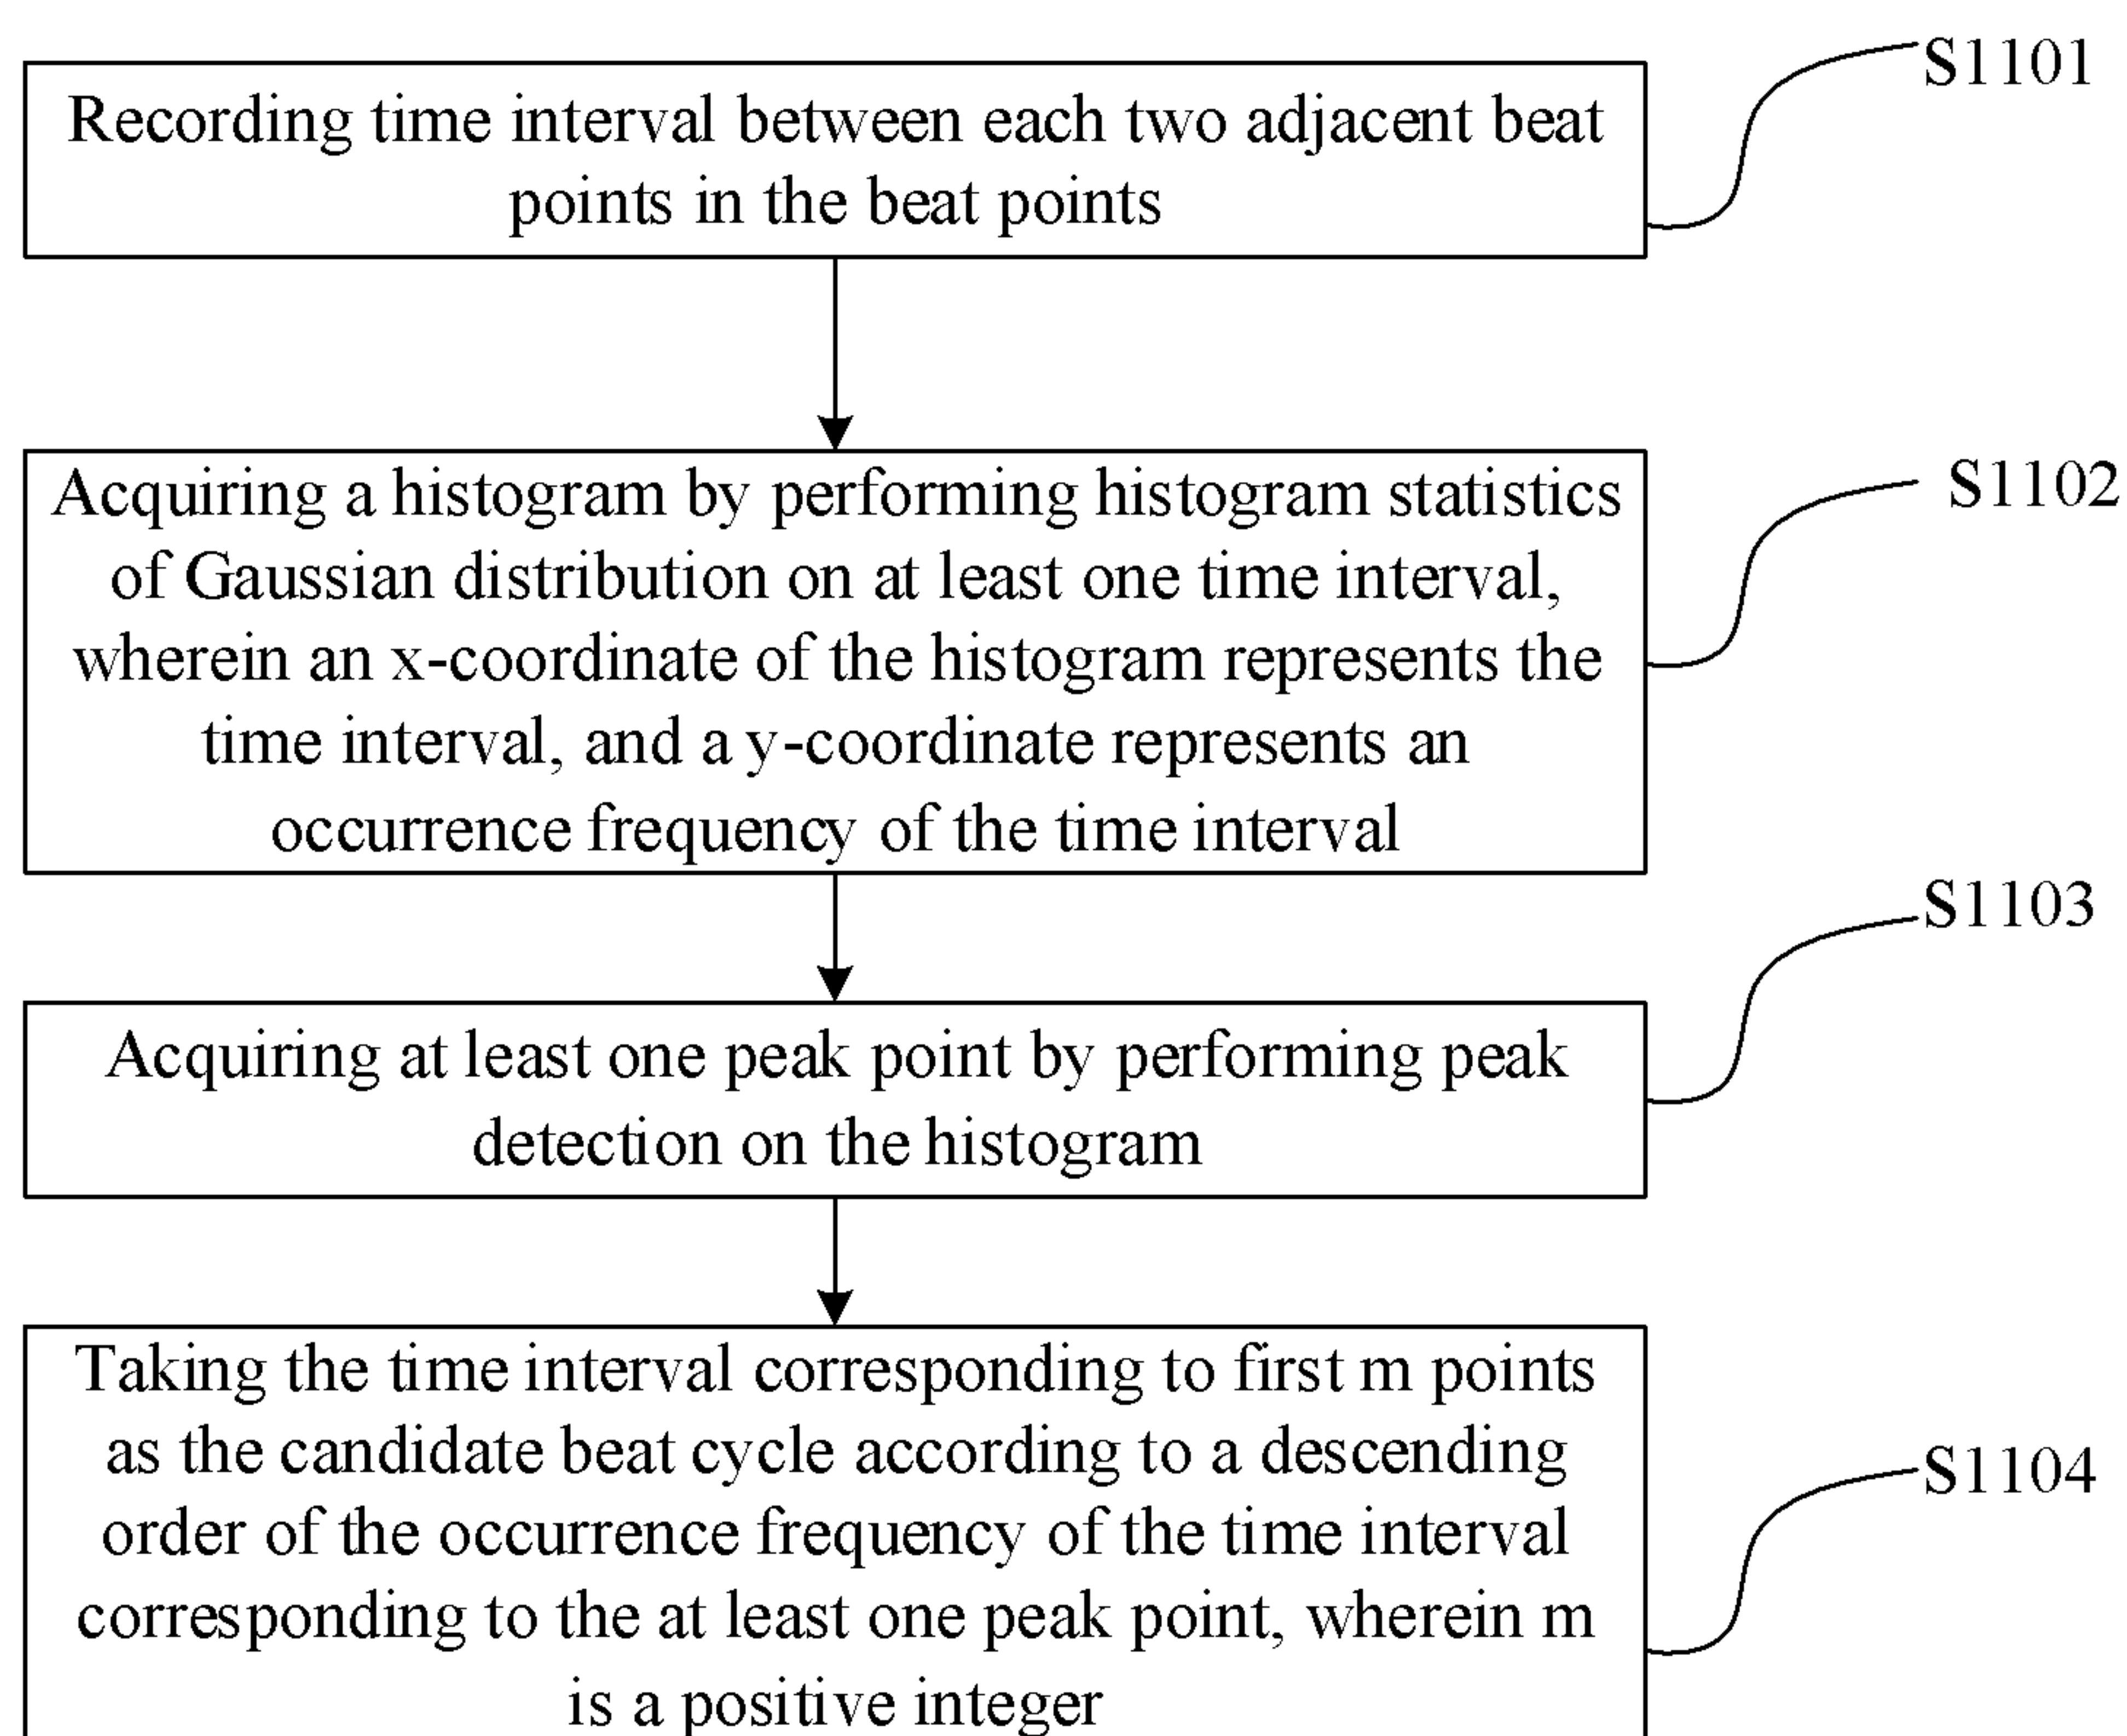 S1101
Recording time interval between each two adjacent beat
points in the beat points
Acquiring a histogram by performing histogram statistics
of Gaussian distribution on at least one time interval,
wherein an x-coordinate of the histogram represents the
time interval, and a y-coordinate represents an
occurrence frequency of the time interval
S1102
Acquiring at least one peak point by performing peak
detection on the histogram
S1103
Taking the time interval corresponding to first m points
as the candidate beat cycle according to a descending
order of the occurrence frequency of the time interval
corresponding to the at least one peak point, wherein m
is a positive integer
S1104